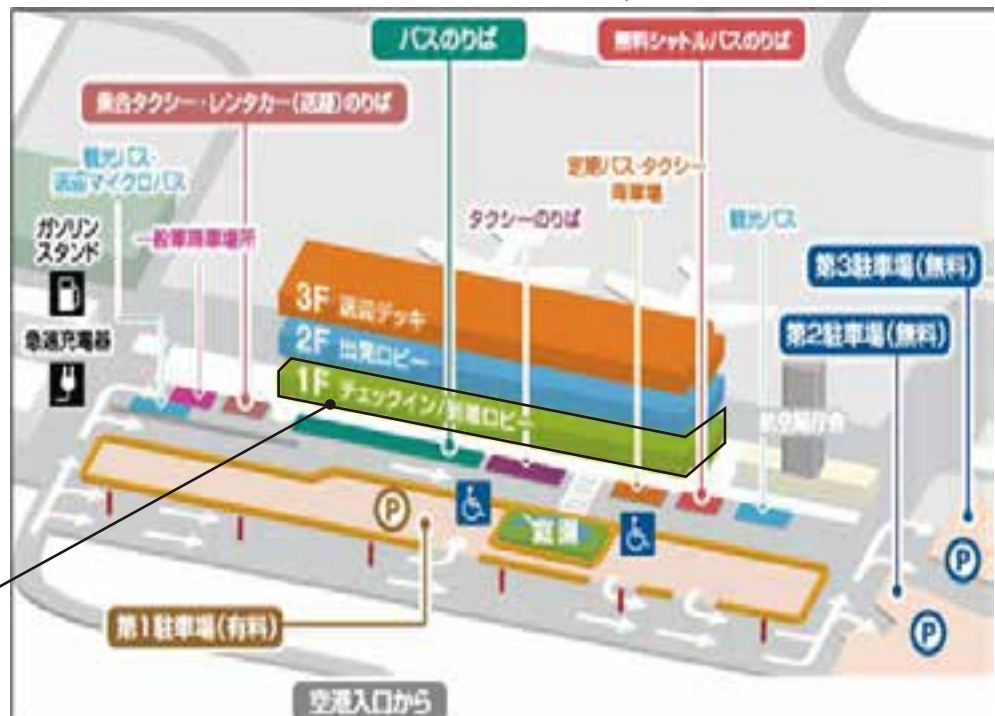 バスのりば
無料シャトルバスのりば
乗合タクシー・レンタカー(送迎)のりば
観光バス・
送迎マイクロバス
定期バス・タクシー
降車場
ガソリン
スタンド
一般車降車場所
タクシーのりば
観光バス
第3駐車場(無料)
3F 送迎デッキ
急速充電器
2F 出発ロビー
第2駐車場(無料)
1F チェックイン/到着ロビー
P
庭園
P
第1駐車場(有料)
P
空港入口から